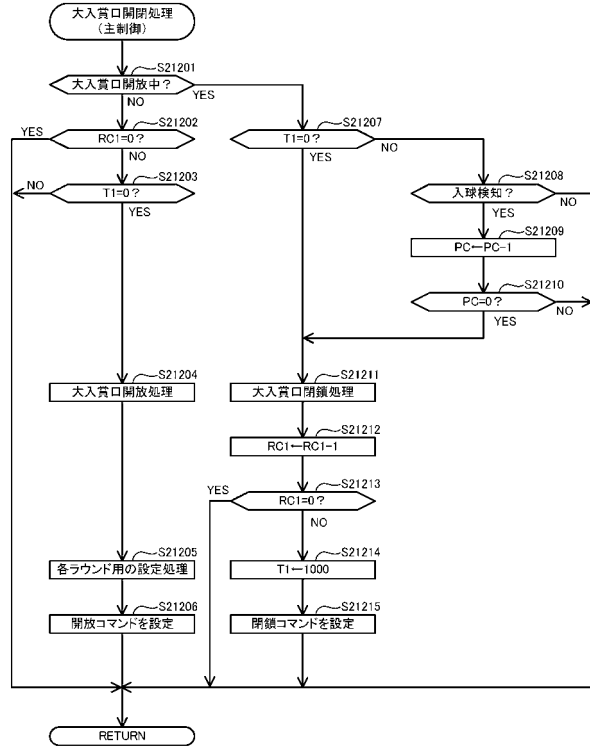 大入賞口開閉処理
(主制御)
S21201
大入賞口開放中？
YES
NO
S21202
YES
RC1=0？
NO
S21203
NO
T1=0？
YES
S21204
大入賞口開放処理
S21205
各ラウンド用の設定処理
S21206
開放コマンドを設定
S21207
T1=0？
NO
YES
S21208
入球検知？
NO
YES
S21209
PC←PC-1
S21210
PC=0？
NO
YES
S21211
大入賞口閉鎖処理
S21212
RC1←RC1-1
S21213
YES
RC1=0？
NO
S21214
T1←1000
S21215
閉鎖コマンドを設定
RETURN